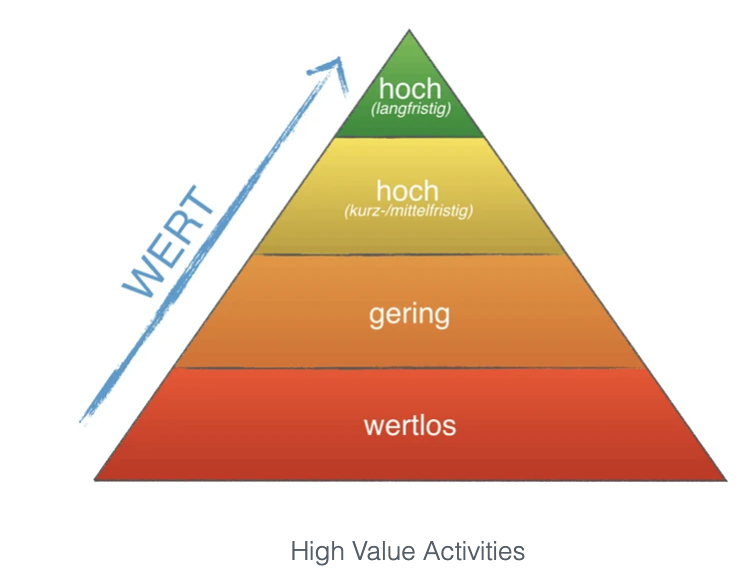 WERT
hoch
(langfristig)
hoch
(kurz-/mittelfristig)
gering
wertlos
High Value Activities